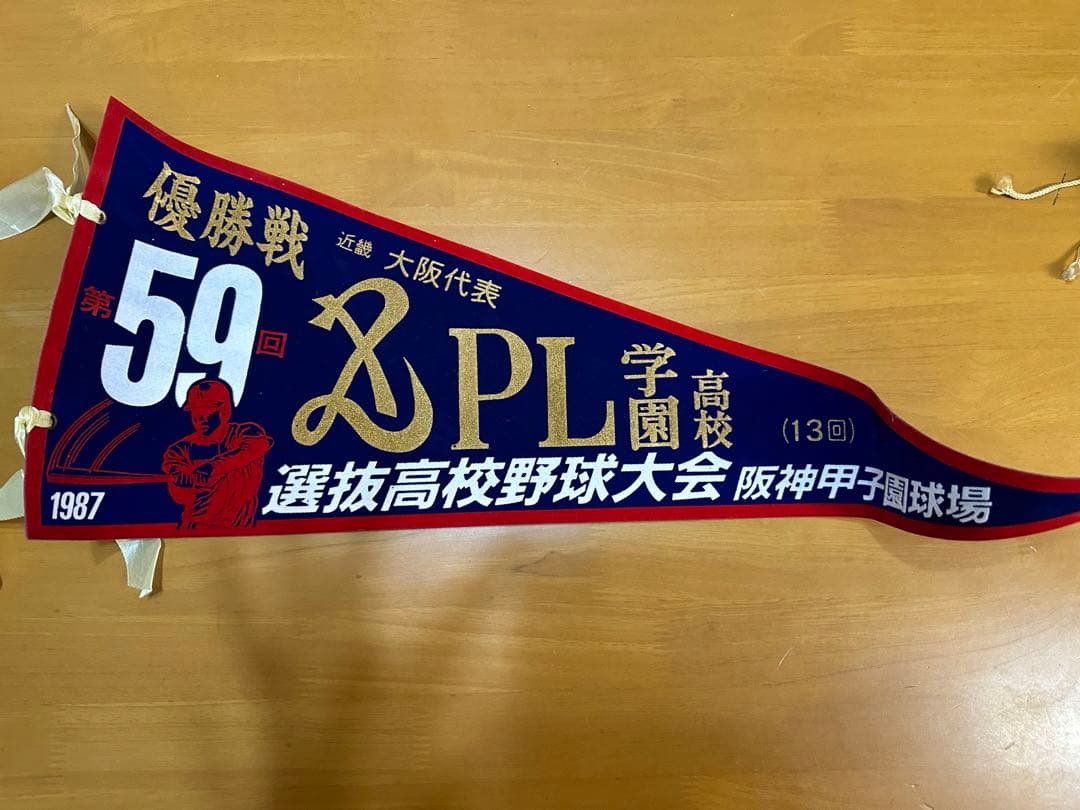 優勝戦
第59回
近畿 大阪代表
PL学園高校 (13回)
選抜高校野球大会 阪神甲子園球場
1987